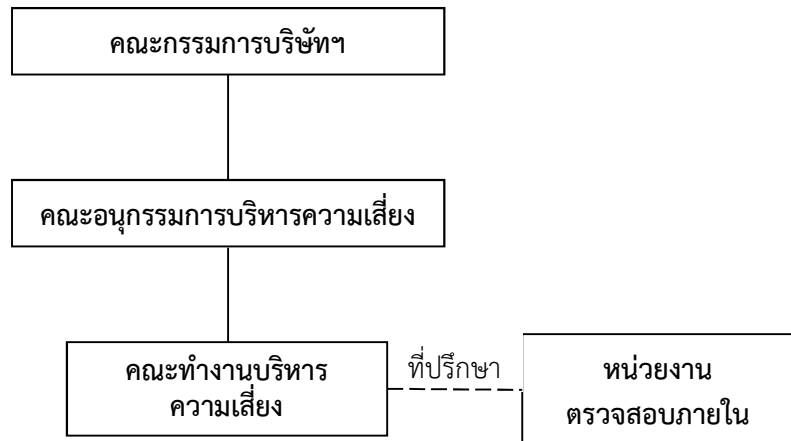 คณะกรรมการบริษัทฯ
คณะอนุกรรมการบริหารความเสี่ยง
คณะทำงานบริหาร
ความเสี่ยง
ที่ปรึกษา
หน่วยงาน
ตรวจสอบภายใน